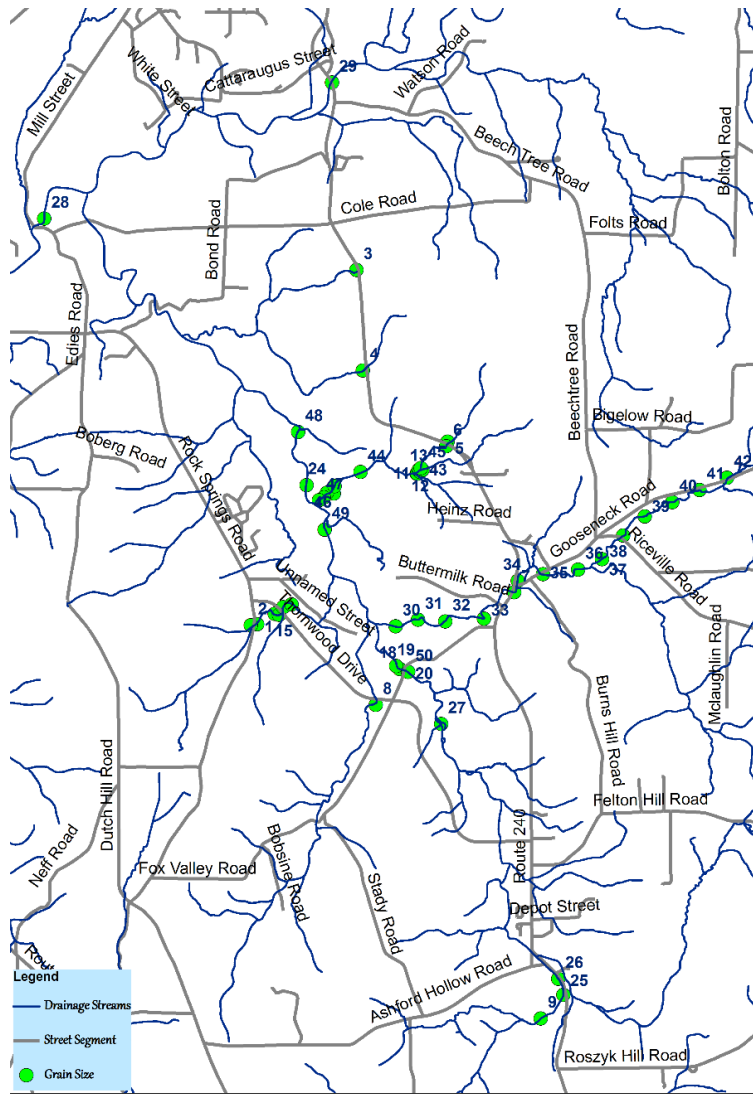 29
Cattaraugus Street
Watson Road
White Street
Mill Street
Beech Tree Road
Bolton Road
28
Cole Road
Folts Road
Bond Road
3
Edies Road
4
Beechtree Road
Bigelow Road
48
6
Boberg Road
Rock Springs Road
13
45
5
44
11
43
42
24
47
12
41
40
46
Heinz Road
39
49
Gooseneck Road
Riceville Road
34
36
38
Buttermilk Road
35
37
Unnamed Street
2
1
15
Thornwood Drive
30
31
32
33
Mclaughlin Road
18
19
50
20
8
27
Burns Hill Road
Dutch Hill Road
Felton Hill Road
Neff Road
Bobsine Road
Route 240
Fox Valley Road
Stady Road
Depot Street
26
Ashford Hollow Road
25
9
Roszyk Hill Road
Legend
Drainage Streams
Street Segment
Grain Size